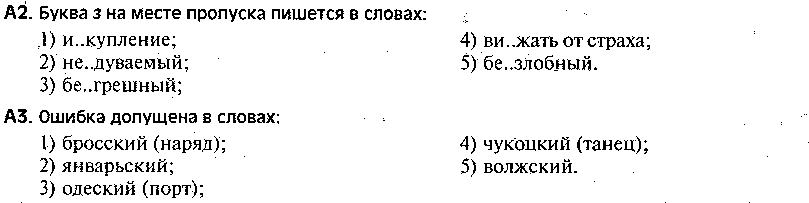 А2. Буква з на месте пропуска пишется в словах:
1) и..купление;
2) не..дуваемый;
3) бе..грешный;
4) ви..жать от страха;
5) бе..злобный.
А3. Ошибка допущена в словах:
1) бросский (наряд);
2) январьский;
3) одеский (порт);
4) чукоцкий (танец);
5) волжский.